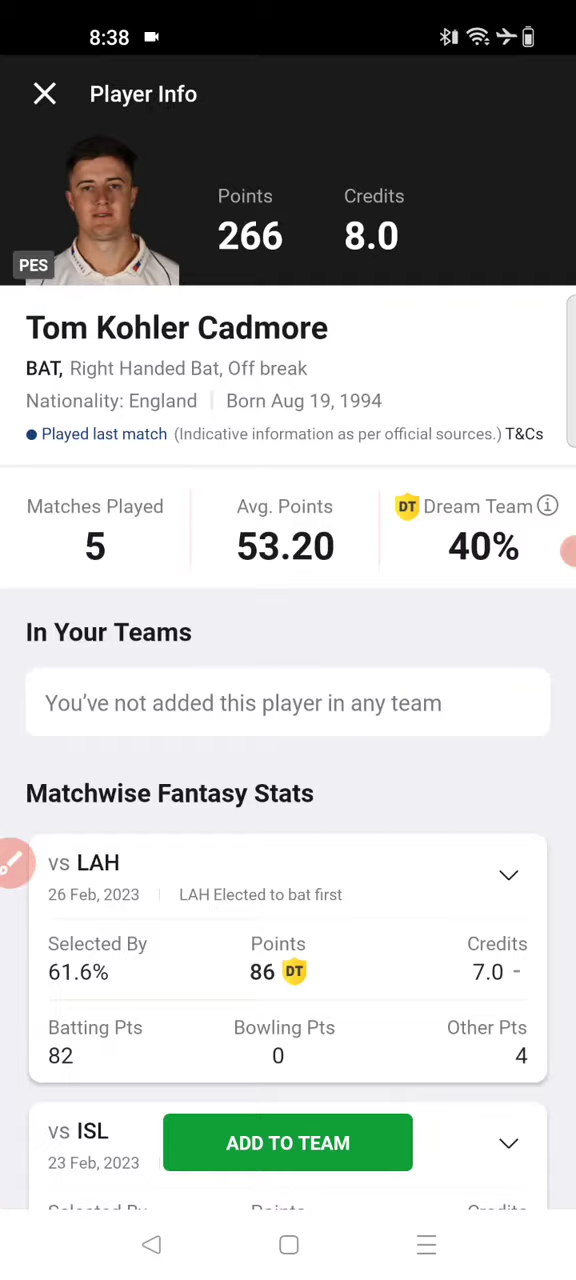 8:38
Player Info
Points
Credits
266
8.0
PES
Tom Kohler Cadmore
BAT, Right Handed Bat, Off break
Nationality: England | Born Aug 19, 1994
Played last match (Indicative information as per official sources.) T&Cs
Matches Played
Avg. Points
DT Dream Team
5
53.20
40%
In Your Teams
You've not added this player in any team
Matchwise Fantasy Stats
vs LAH
26 Feb, 2023 | LAH Elected to bat first
Selected By
Points
Credits
61.6%
86 DT
7.0 -
Batting Pts
Bowling Pts
Other Pts
82
0
4
vs ISL
ADD TO TEAM
23 Feb, 2023
Selected By
Points
Credits